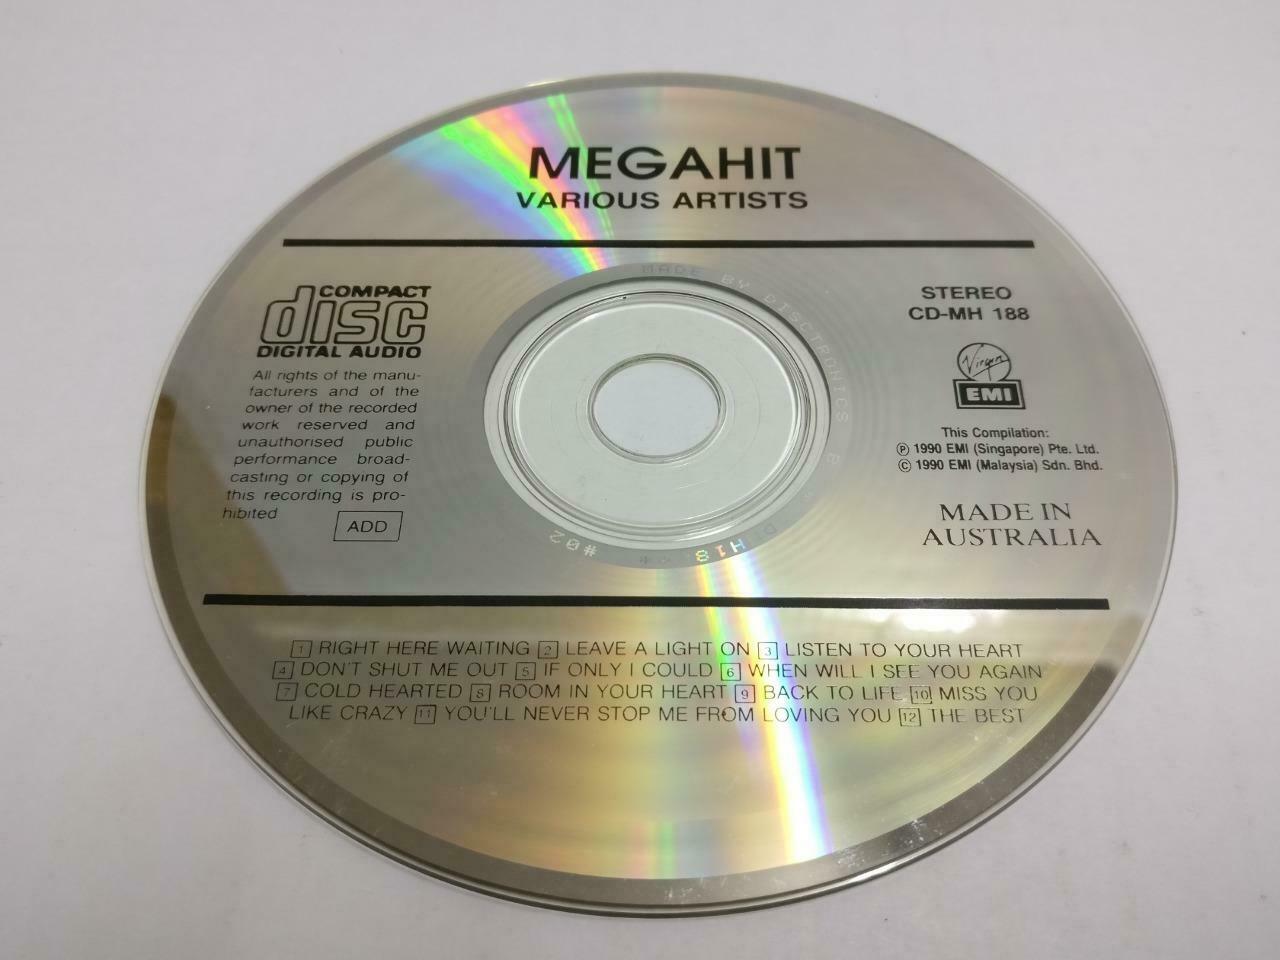 MEGAHIT
VARIOUS ARTISTS
COMPACT
disc
DIGITAL AUDIO
All rights of the manu-
facturers and of the
owner of the recorded
work reserved and
unauthorised public
performance broad-
casting or copying of
this recording is pro-
hibited
ADD
STEREO
CD-MH 188
Virgin
EMI
This Compilation:
Ⓟ 1990 EMI (Singapore) Pte. Ltd.
© 1990 EMI (Malaysia) Sdn. Bhd.
MADE IN
AUSTRALIA
MADE BY DISCTRONICS
#02
1 RIGHT HERE WAITING 2 LEAVE A LIGHT ON 3 LISTEN TO YOUR HEART
4 DON'T SHUT ME OUT 5 IF ONLY I COULD 6 WHEN WILL I SEE YOU AGAIN
7 COLD HEARTED 8 ROOM IN YOUR HEART 9 BACK TO LIFE 10 MISS YOU
LIKE CRAZY 11 YOU'LL NEVER STOP ME FROM LOVING YOU 12 THE BEST